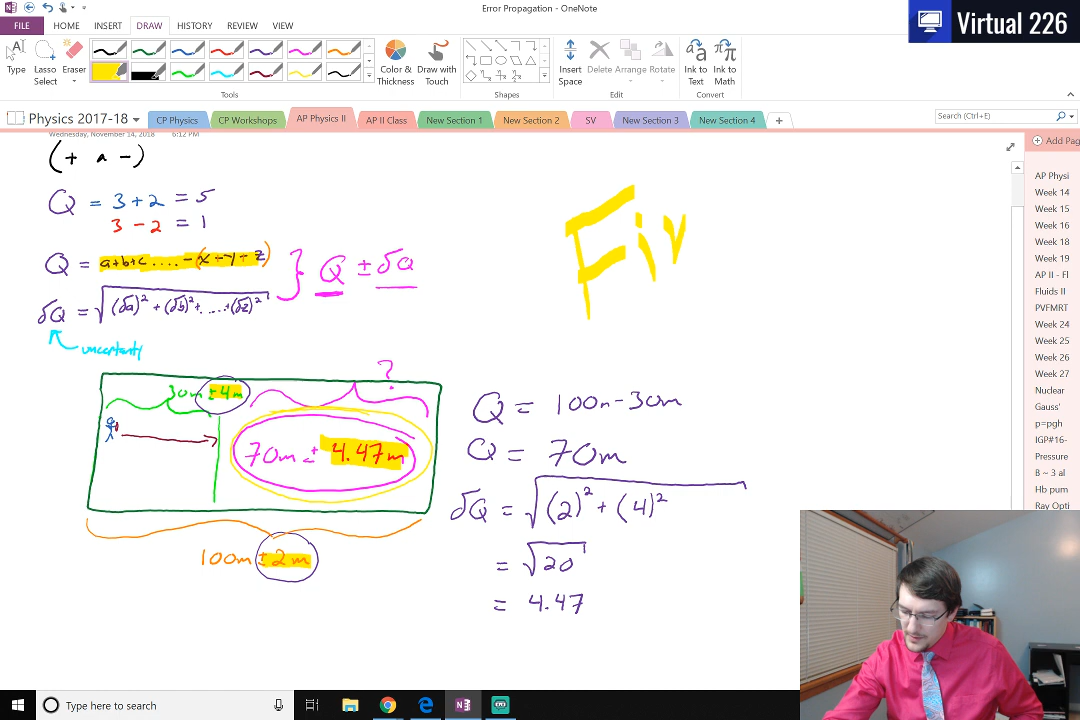 Error Propagation - OneNote
Virtual 226
FILE HOME INSERT DRAW HISTORY REVIEW VIEW
Type Lasso Select Eraser Color & Thickness Draw with Touch Insert Space Delete Arrange Rotate Ink to Text Ink to Math
Tools Shapes Edit Convert
Physics 2017-18 CP Physics CP Workshops AP Physics II AP II Class New Section 1 New Section 2 SV New Section 3 New Section 4 + Search (Ctrl+E)
Wednesday, November 14, 2018 6:12 PM
Add Pag
AP Physi
Week 14
Week 15
Week 16
Week 18
Week 19
AP II - Fl
Fluids II
PVFMRT
Week 24
Week 25
Week 26
Week 27
Nuclear
Gauss'
p=pgh
IGP#16-
Pressure
B ~ 3 al
Hb pum
Ray Opti
(+ a -)
Q = 3 + 2 = 5
3 - 2 = 1
Q = a+b+c.... - (x+y+z)
δQ = √(δa)² + (δb)² + .... + (δz)²
Q ± δQ
uncertanty
Fiv
?
30m ± 4m
70m ± 4.47m
100m ± 2m
Q = 100m - 30m
Q = 70m
δQ = √(2)² + (4)²
= √20
= 4.47
Type here to search